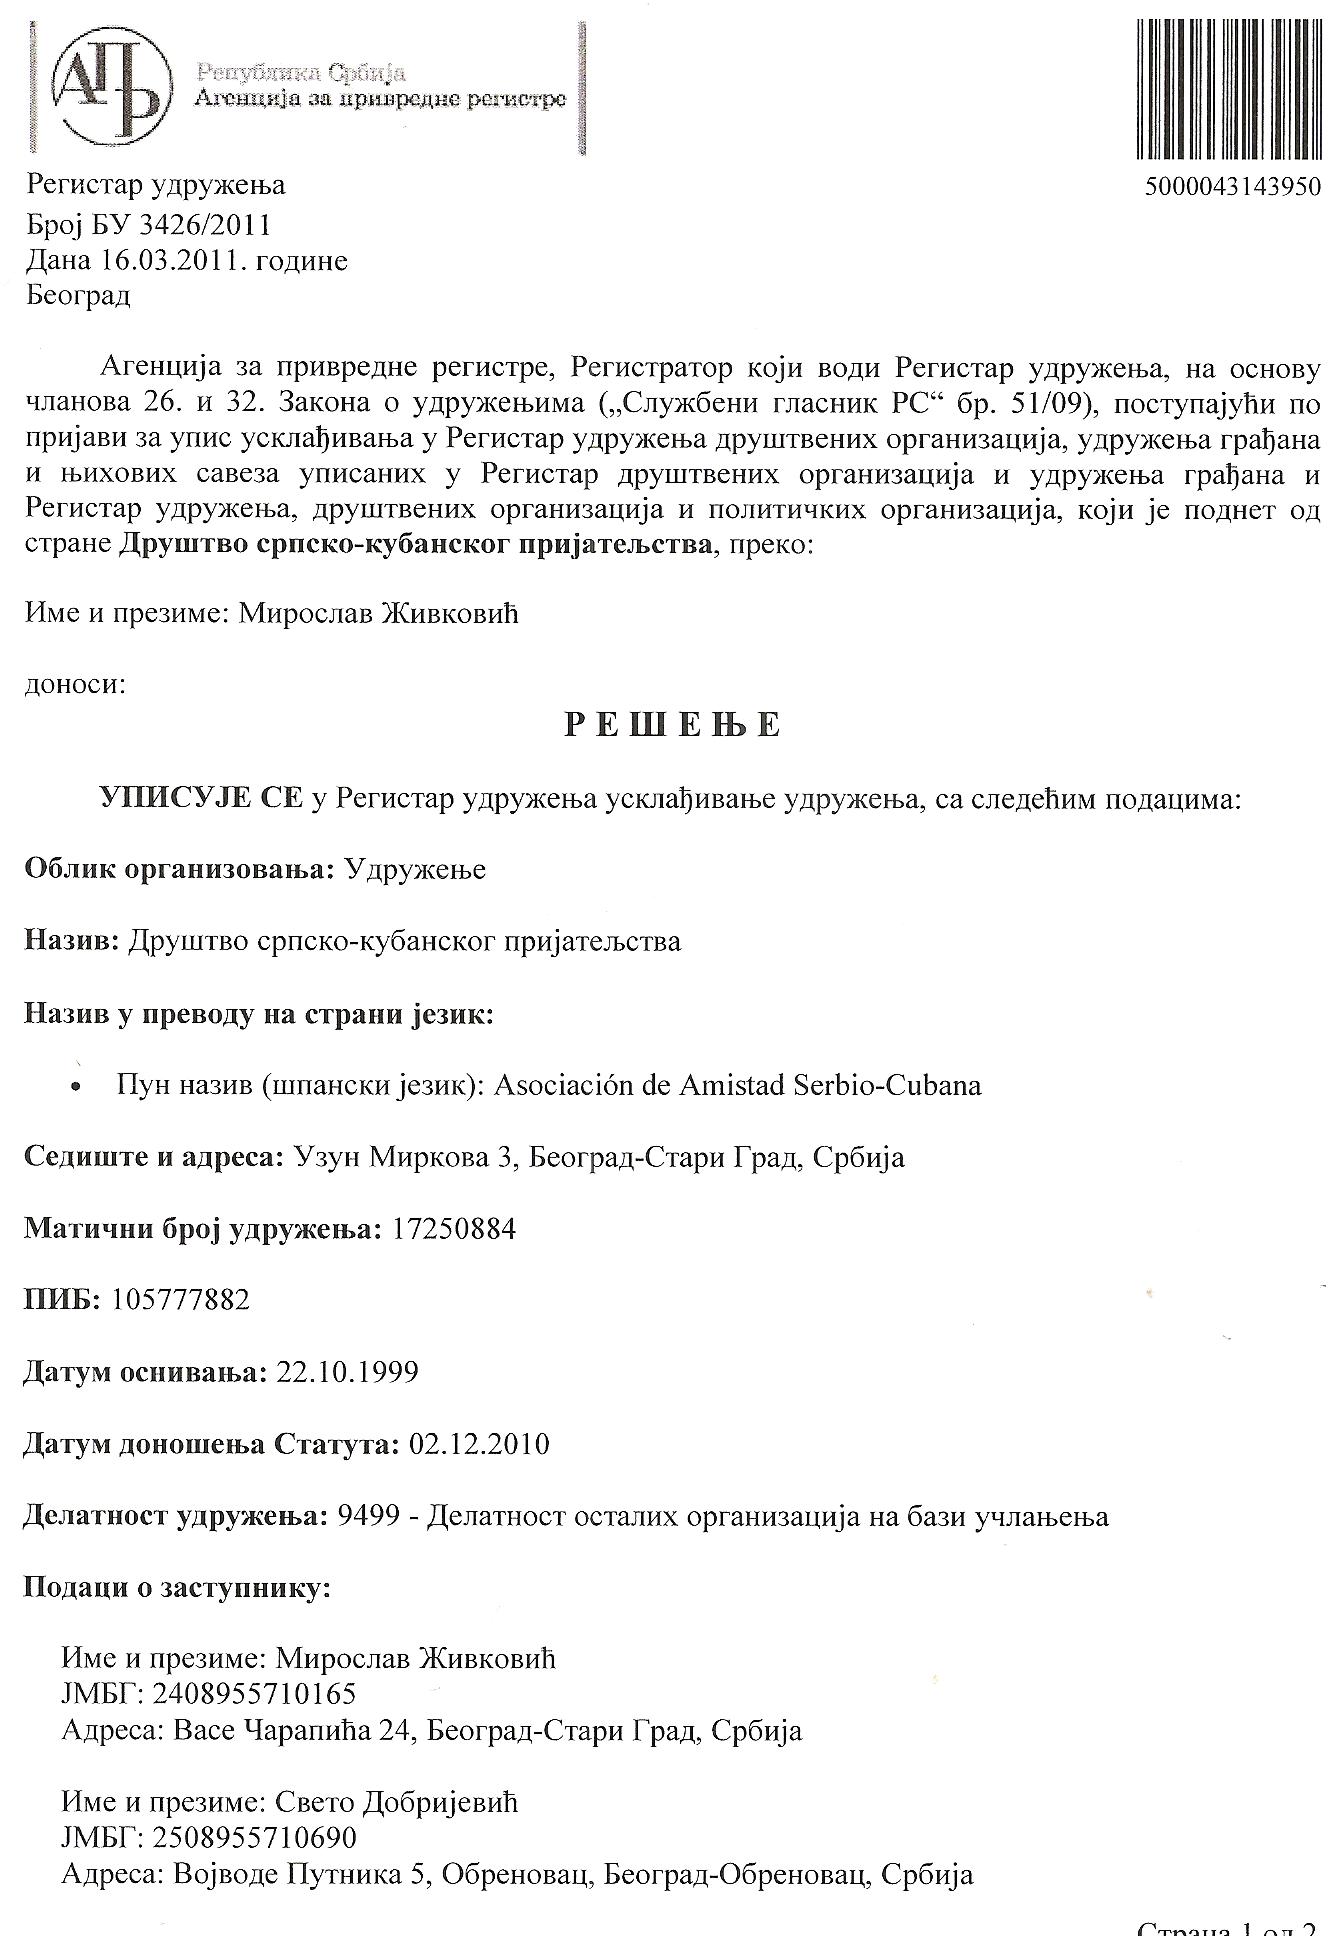 АПР
Република Србија
Агенција за привредне регистре
5000043143950
Регистар удружења
Број БУ 3426/2011
Дана 16.03.2011. године
Београд
Агенција за привредне регистре, Регистратор који води Регистар удружења, на основу
чланова 26. и 32. Закона о удружењима („Службени гласник РС“ бр. 51/09), поступајући по
пријави за упис усклађивања у Регистар удружења друштвених организација, удружења грађана
и њихових савеза уписаних у Регистар друштвених организација и удружења грађана и
Регистар удружења, друштвених организација и политичких организација, који је поднет од
стране Друштво српско-кубанског пријатељства, преко:
Име и презиме: Мирослав Живковић
доноси:
Р Е Ш Е Њ Е
УПИСУЈЕ СЕ у Регистар удружења усклађивање удружења, са следећим подацима:
Облик организовања: Удружење
Назив: Друштво српско-кубанског пријатељства
Назив у преводу на страни језик:
• Пун назив (шпански језик): Asociación de Amistad Serbio-Cubana
Седиште и адреса: Узун Миркова 3, Београд-Стари Град, Србија
Матични број удружења: 17250884
ПИБ: 105777882
Датум оснивања: 22.10.1999
Датум доношења Статута: 02.12.2010
Делатност удружења: 9499 - Делатност осталих организација на бази учлањења
Подаци о заступнику:
Име и презиме: Мирослав Живковић
ЈМБГ: 2408955710165
Адреса: Васе Чарапића 24, Београд-Стари Град, Србија
Име и презиме: Свето Добријевић
ЈМБГ: 2508955710690
Адреса: Војводе Путника 5, Обреновац, Београд-Обреновац, Србија
Страна 1 од 2